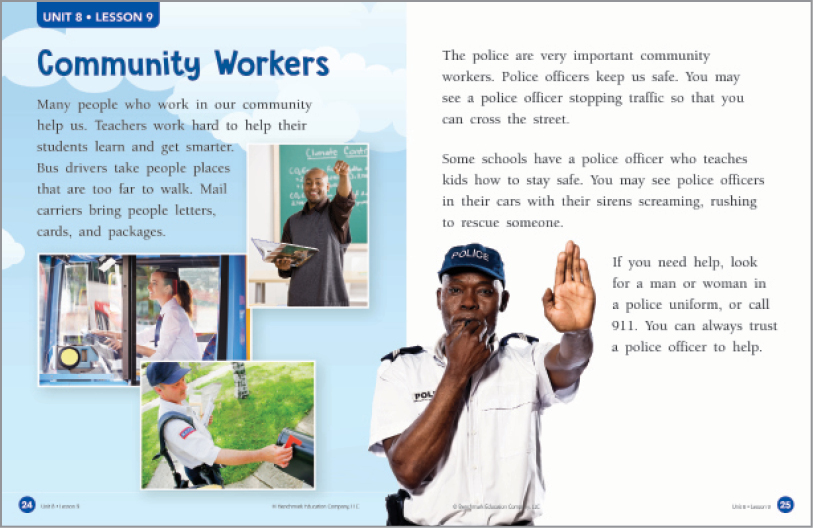 UNIT 8 • LESSON 9
Community Workers
Many people who work in our community
help us. Teachers work hard to help their
students learn and get smarter.
Bus drivers take people places
that are too far to walk. Mail
carriers bring people letters,
cards, and packages.
Climate
24
Unit 8 • Lesson 9
© Benchmark Education Company, LLC
The police are very important community
workers. Police officers keep us safe. You may
see a police officer stopping traffic so that you
can cross the street.
Some schools have a police officer who teaches
kids how to stay safe. You may see police officers
in their cars with their sirens screaming, rushing
to rescue someone.
If you need help, look
for a man or woman in
a police uniform, or call
911. You can always trust
a police officer to help.
POLICE
© Benchmark Education Company, LLC
Unit 8 • Lesson 9
25